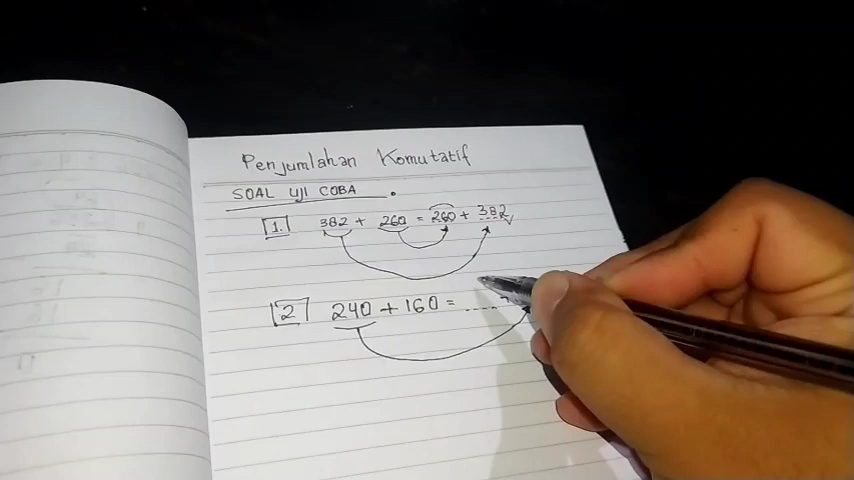 Penjumlahan Komutatif
SOAL UJI COBA
1. 382 + 260 = 260 + 382
2 240 + 160 =